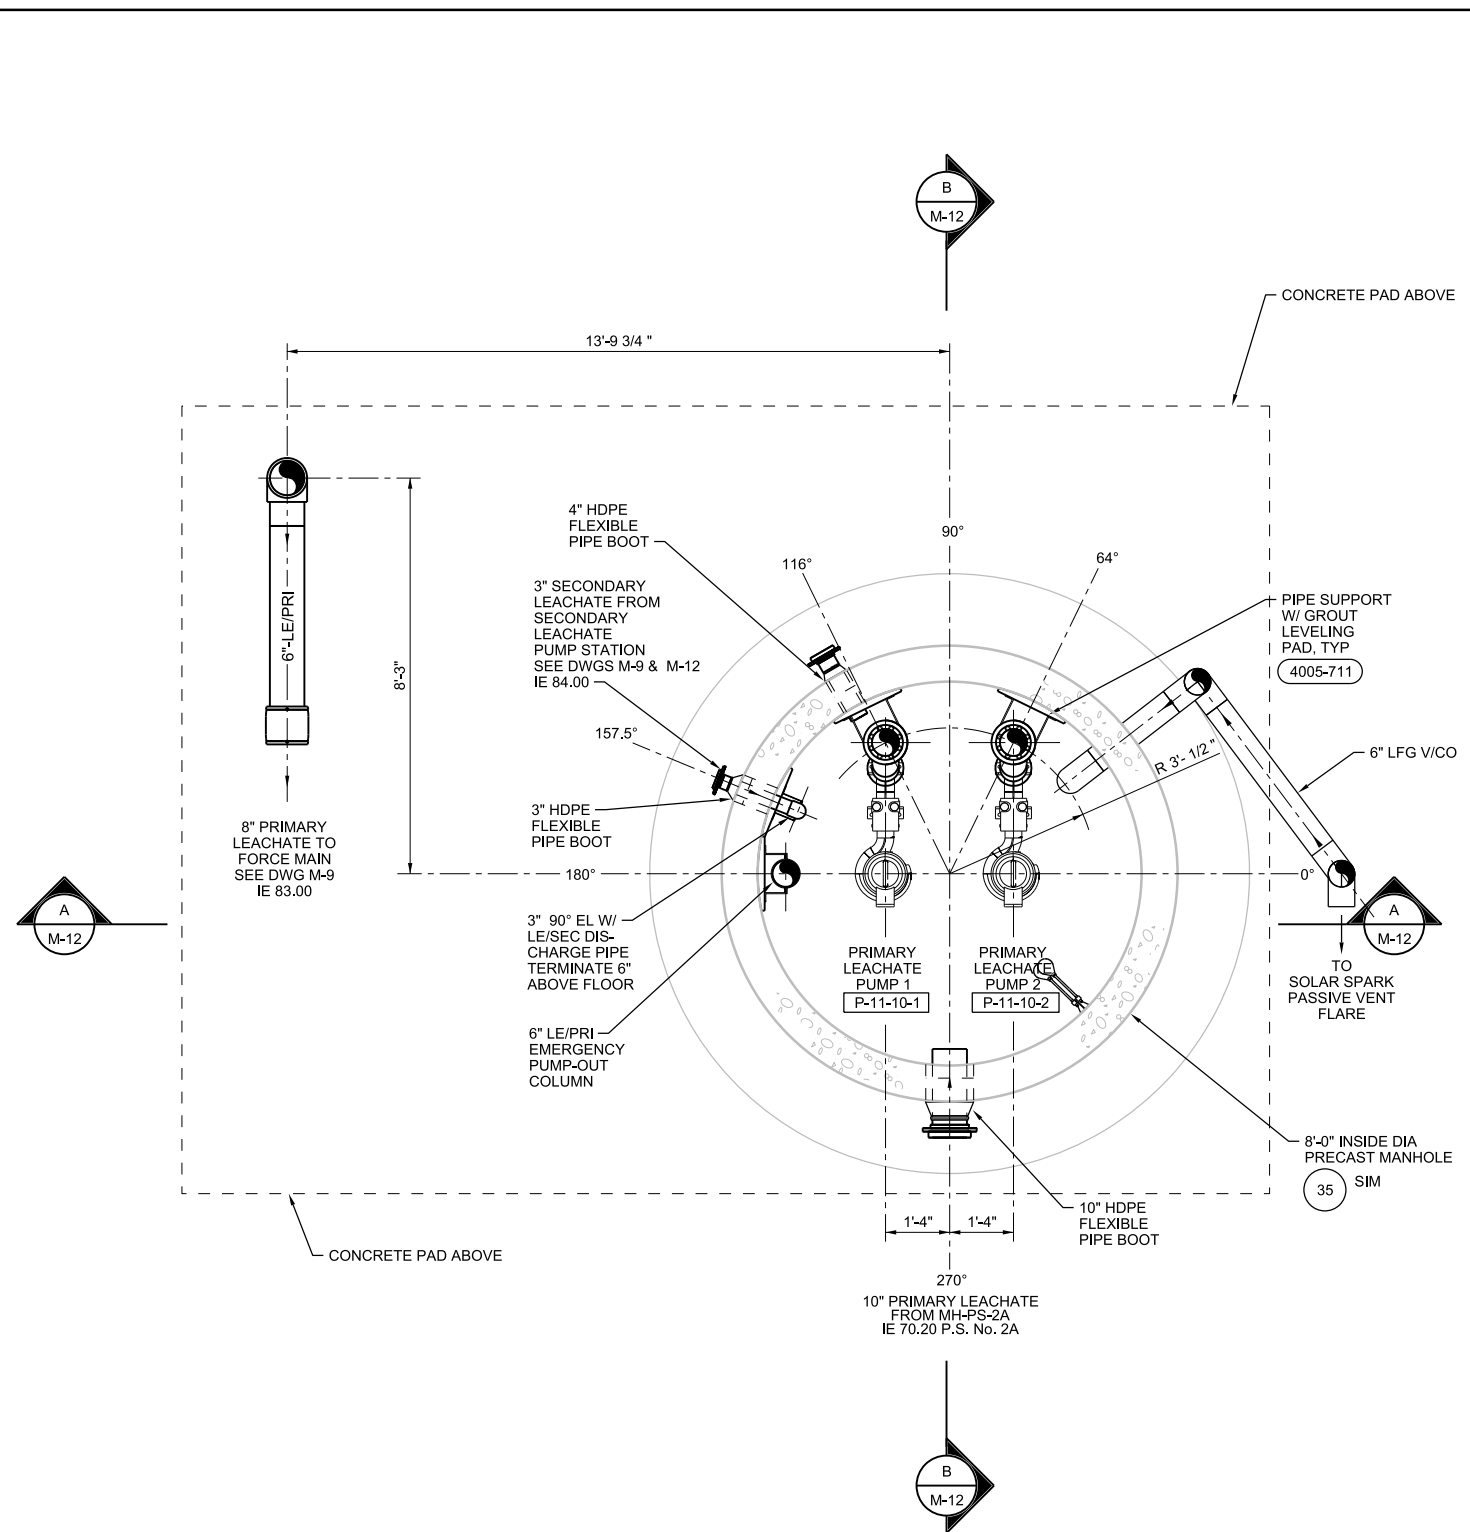 B
M-12
CONCRETE PAD ABOVE
13'-9 3/4 "
4" HDPE
FLEXIBLE
PIPE BOOT
90°
116°
64°
3" SECONDARY
LEACHATE FROM
SECONDARY
LEACHATE
PUMP STATION
SEE DWGS M-9 & M-12
IE 84.00
PIPE SUPPORT
W/ GROUT
LEVELING
PAD, TYP
4005-711
6"-LE/PRI
8'-3"
157.5°
R 3'- 1/2 "
6" LFG V/CO
3" HDPE
FLEXIBLE
PIPE BOOT
8" PRIMARY
LEACHATE TO
FORCE MAIN
SEE DWG M-9
IE 83.00
180°
0°
A
M-12
A
M-12
3" 90° EL W/
LE/SEC DIS-
CHARGE PIPE
TERMINATE 6"
ABOVE FLOOR
PRIMARY
LEACHATE
PUMP 1
P-11-10-1
PRIMARY
LEACHATE
PUMP 2
P-11-10-2
TO
SOLAR SPARK
PASSIVE VENT
FLARE
6" LE/PRI
EMERGENCY
PUMP-OUT
COLUMN
8'-0" INSIDE DIA
PRECAST MANHOLE
35
SIM
10" HDPE
FLEXIBLE
PIPE BOOT
1'-4"
1'-4"
CONCRETE PAD ABOVE
270°
10" PRIMARY LEACHATE
FROM MH-PS-2A
IE 70.20 P.S. No. 2A
B
M-12